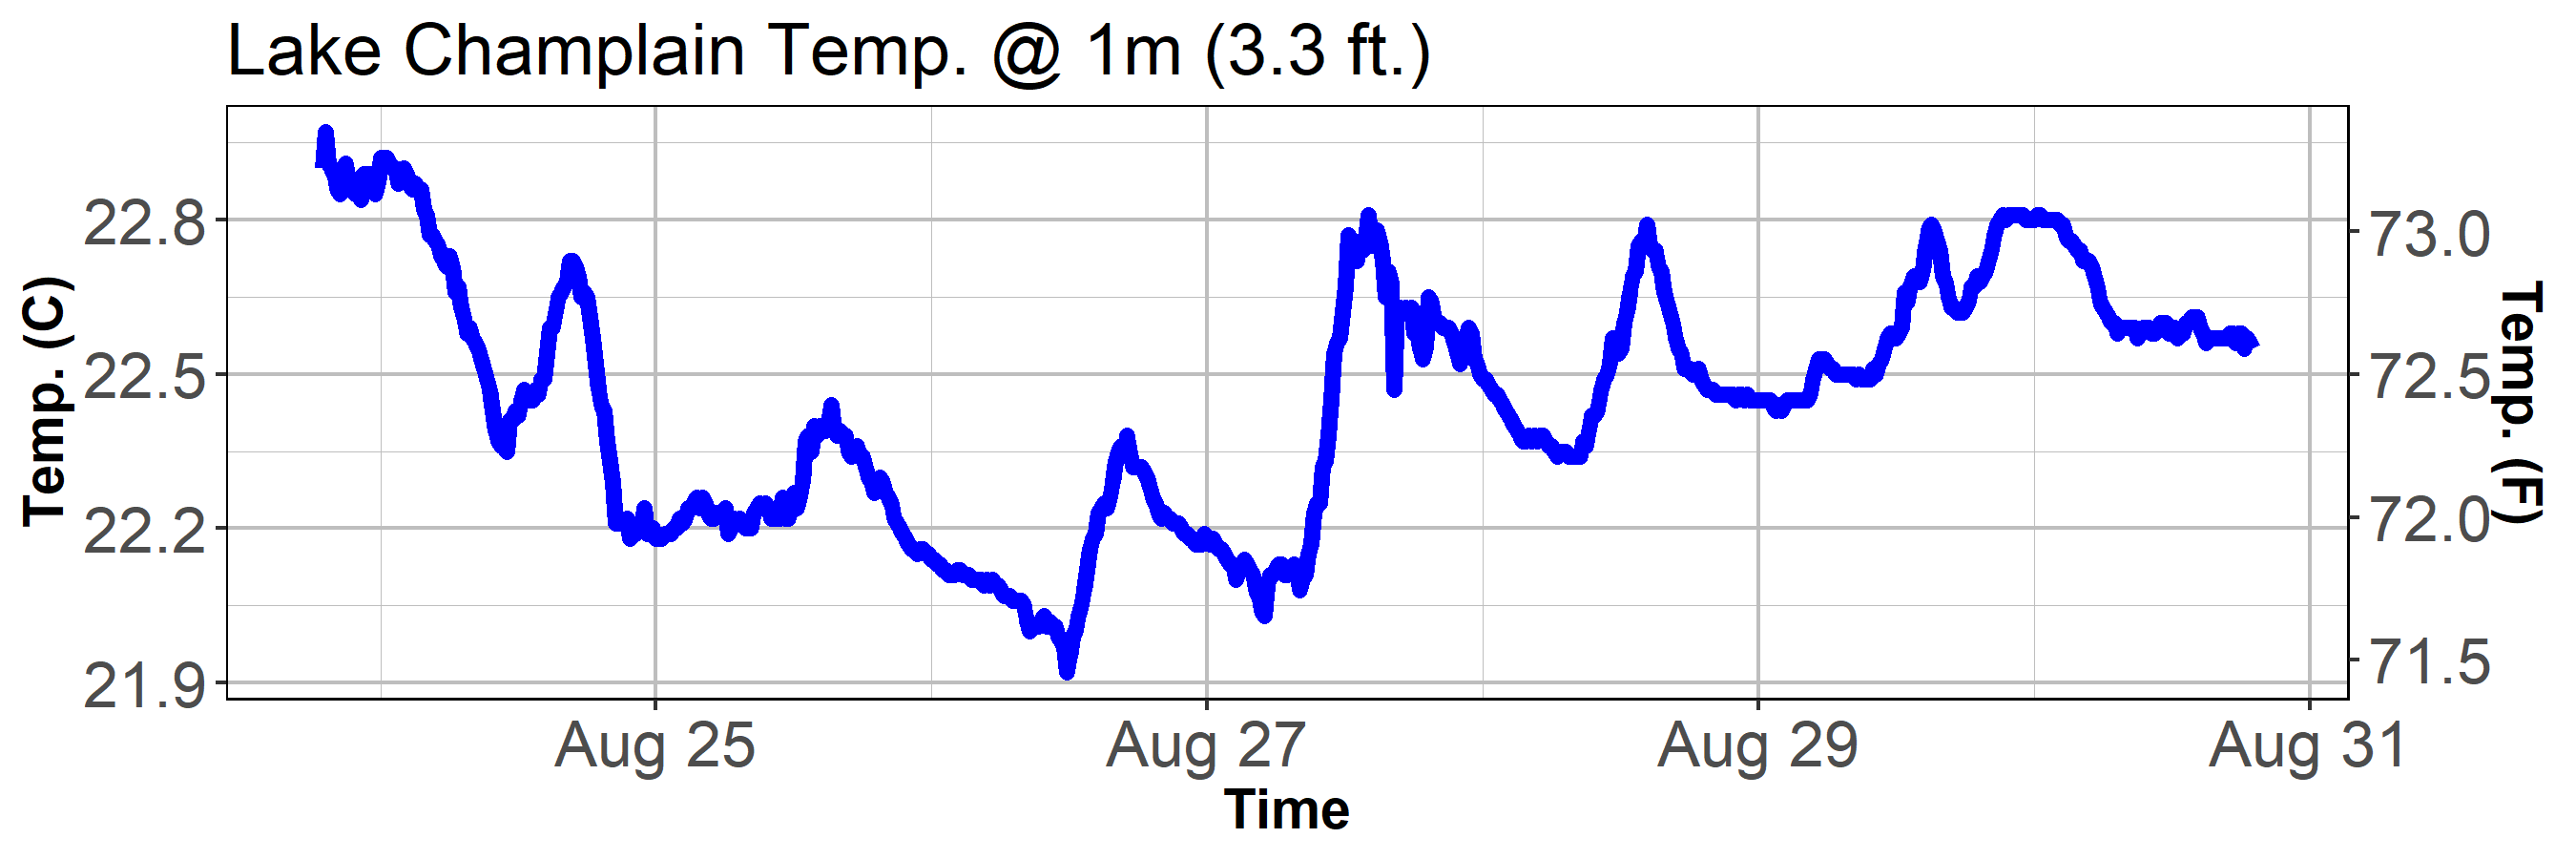 Lake Champlain Temp. @ 1m (3.3 ft.)
Temp. (C)
22.8
22.5
22.2
21.9
73.0
72.5
72.0
71.5
Temp. (F)
Aug 25
Aug 27
Aug 29
Aug 31
Time